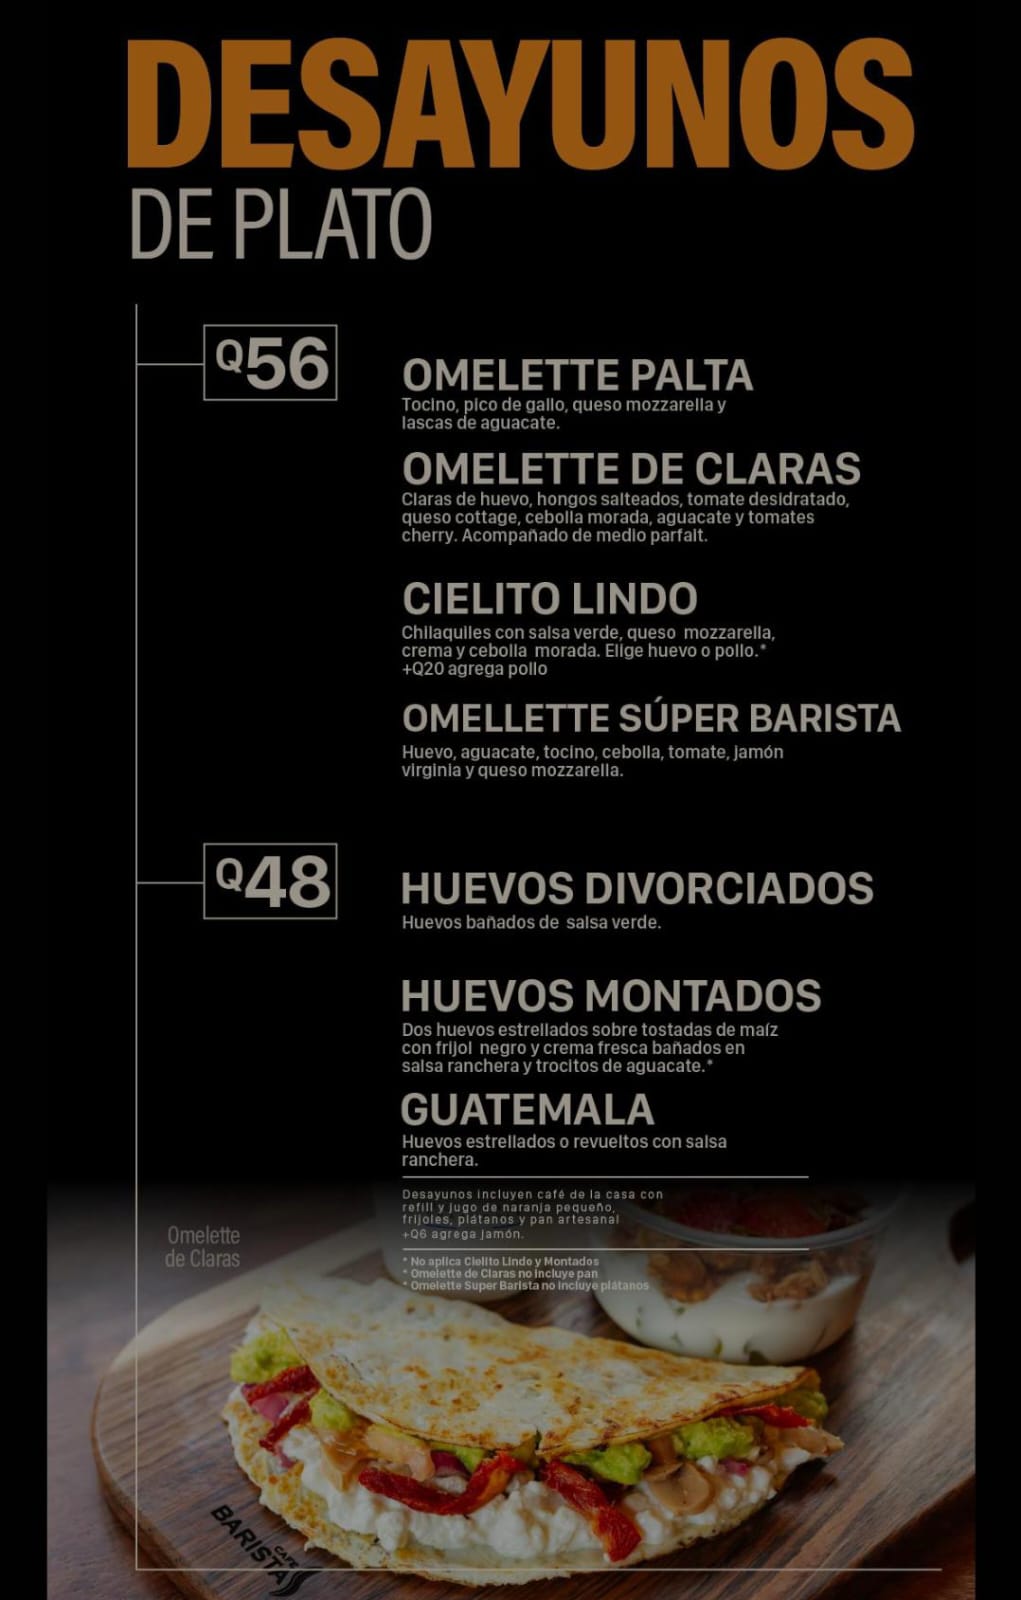 DESAYUNOS
DE PLATO
Q56
OMELETTE PALTA
Tocino, pico de gallo, queso mozzarella y
lascas de aguacate.
OMELETTE DE CLARAS
Claras de huevo, hongos salteados, tomate desidratado,
queso cottage, cebolla morada, aguacate y tomates
cherry. Acompañado de medio parfait.
CIELITO LINDO
Chilaquiles con salsa verde, queso mozzarella,
crema y cebolla morada. Elige huevo o pollo.*
+Q20 agrega pollo
OMELLETTE SÚPER BARISTA
Huevo, aguacate, tocino, cebolla, tomate, jamón
virginia y queso mozzarella.
Q48
HUEVOS DIVORCIADOS
Huevos bañados de salsa verde.
HUEVOS MONTADOS
Dos huevos estrellados sobre tostadas de maíz
con frijol negro y crema fresca bañados en
salsa ranchera y trocitos de aguacate.*
GUATEMALA
Huevos estrellados o revueltos con salsa
ranchera.
Desayunos incluyen café de la casa con
refill y jugo de naranja pequeño,
frijoles, plátanos y pan artesanal
+Q6 agrega jamón.
* No aplica Cielito Lindo y Montados
* Omelette de Claras no incluye pan
* Omelette Super Barista no incluye plátanos
Omelette
de Claras
CAFE
BARISTA